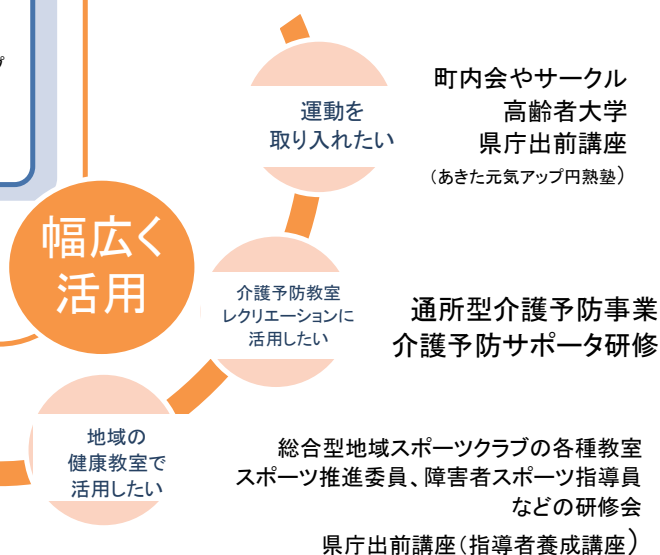 プ
運動を
取り入れたい
町内会やサークル
高齢者大学
県庁出前講座
（あきた元気アップ円熟塾）
幅広く
活用
介護予防教室
レクリエーションに
活用したい
通所型介護予防事業
介護予防サポータ研修
地域の
健康教室で
活用したい
総合型地域スポーツクラブの各種教室
スポーツ推進委員、障害者スポーツ指導員
などの研修会
県庁出前講座（指導者養成講座）